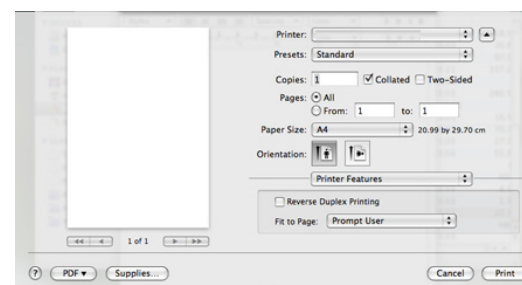 Printer:
Presets: Standard
Copies: 1 Collated Two-Sided
Pages: All
From: 1 to: 1
Paper Size: A4 20.99 by 29.70 cm
Orientation:
Printer Features
Reverse Duplex Printing
Fit to Page: Prompt User
1 of 1
? PDF Supplies... Cancel Print